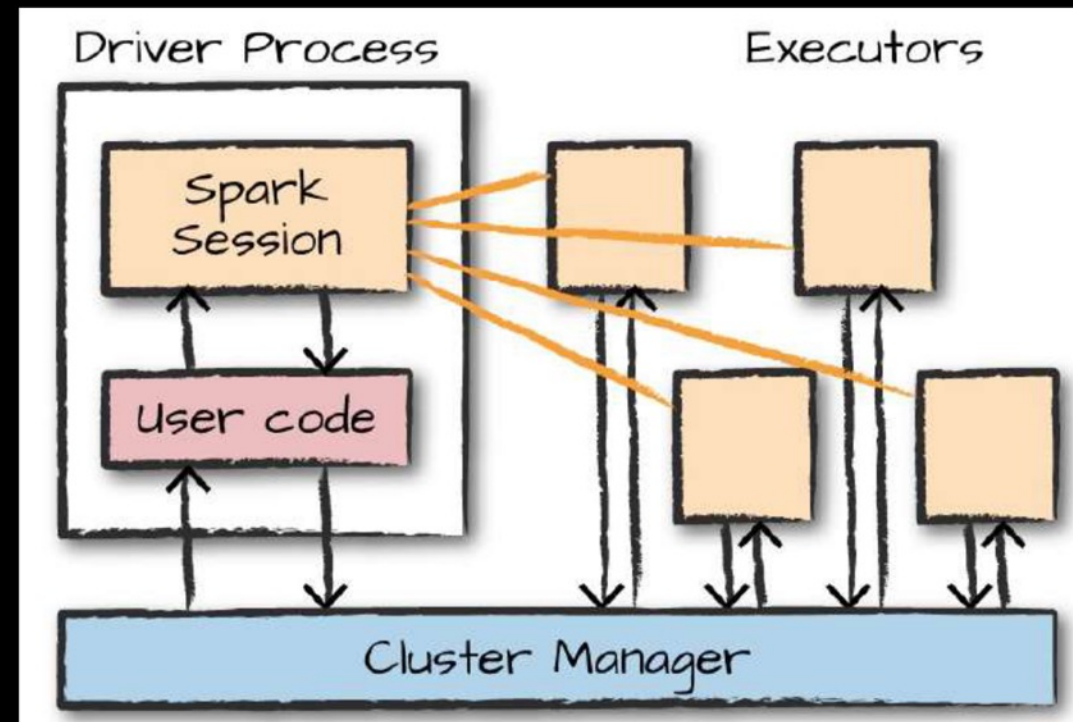 Driver Process
Executors
Spark
Session
User code
Cluster Manager